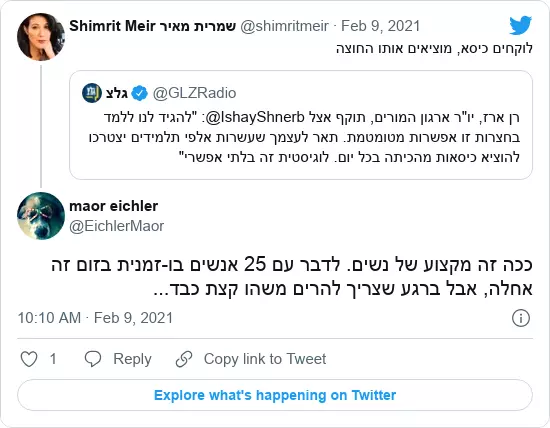 Shimrit Meir שמרית מאיר @shimritmeir · Feb 9, 2021
לוקחים כיסא, מוציאים אותו החוצה
גלצ @GLZRadio
רן ארז, יו"ר ארגון המורים, תוקף אצל @IshayShnerb: "להגיד לנו ללמד
בחצרות זו אפשרות מטומטמת. תאר לעצמך שעשרות אלפי תלמידים יצטרכו
להוציא כיסאות מהכיתה בכל יום. לוגיסטית זה בלתי אפשרי"
maor eichler
@EichlerMaor
ככה זה מקצוע של נשים. לדבר עם 25 אנשים בו-זמנית בזום זה
אחלה, אבל ברגע שצריך להרים משהו קצת כבד...
10:10 AM · Feb 9, 2021
1 Reply Copy link to Tweet
Explore what's happening on Twitter